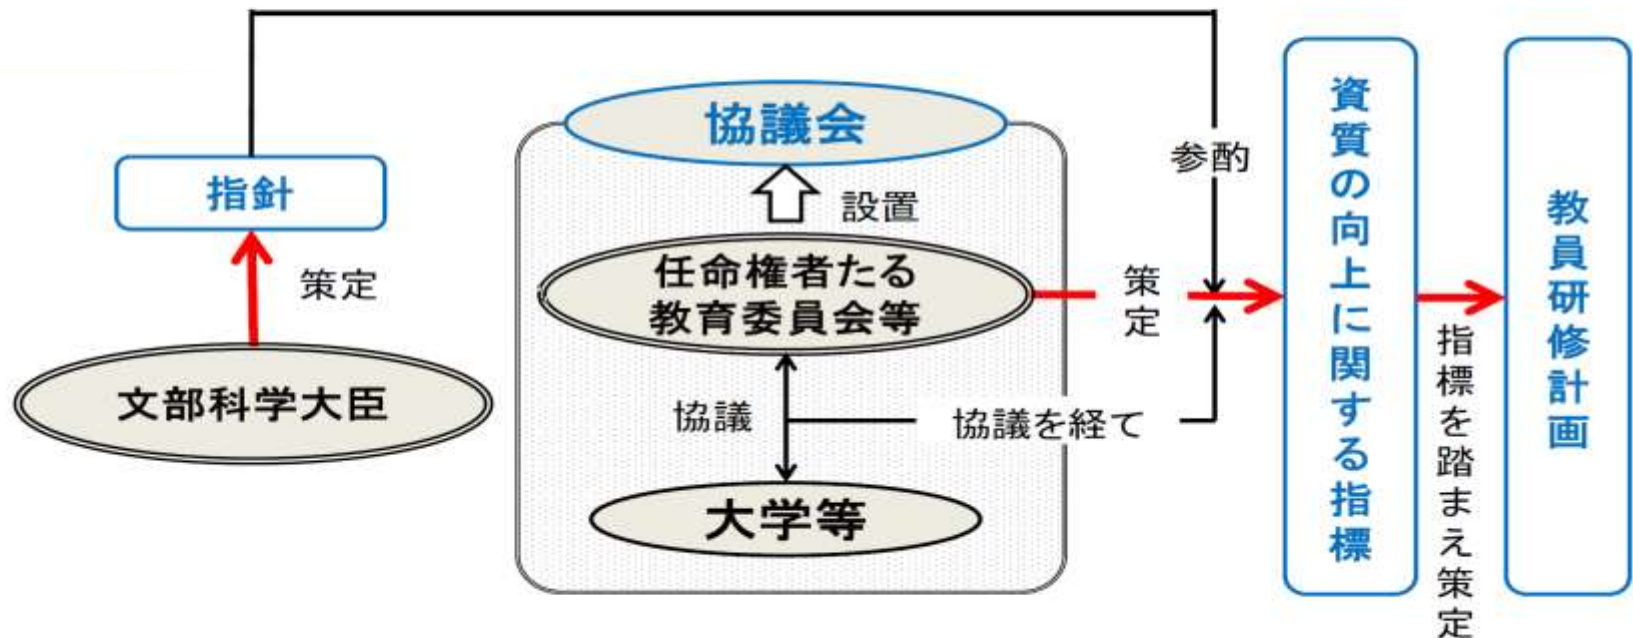 協議会
参酌
指針
設置
策定
任命権者たる
教育委員会等
策定
文部科学大臣
協議
協議を経て
大学等
資質の向上に関する指標
指標を踏まえ策定
教員研修計画